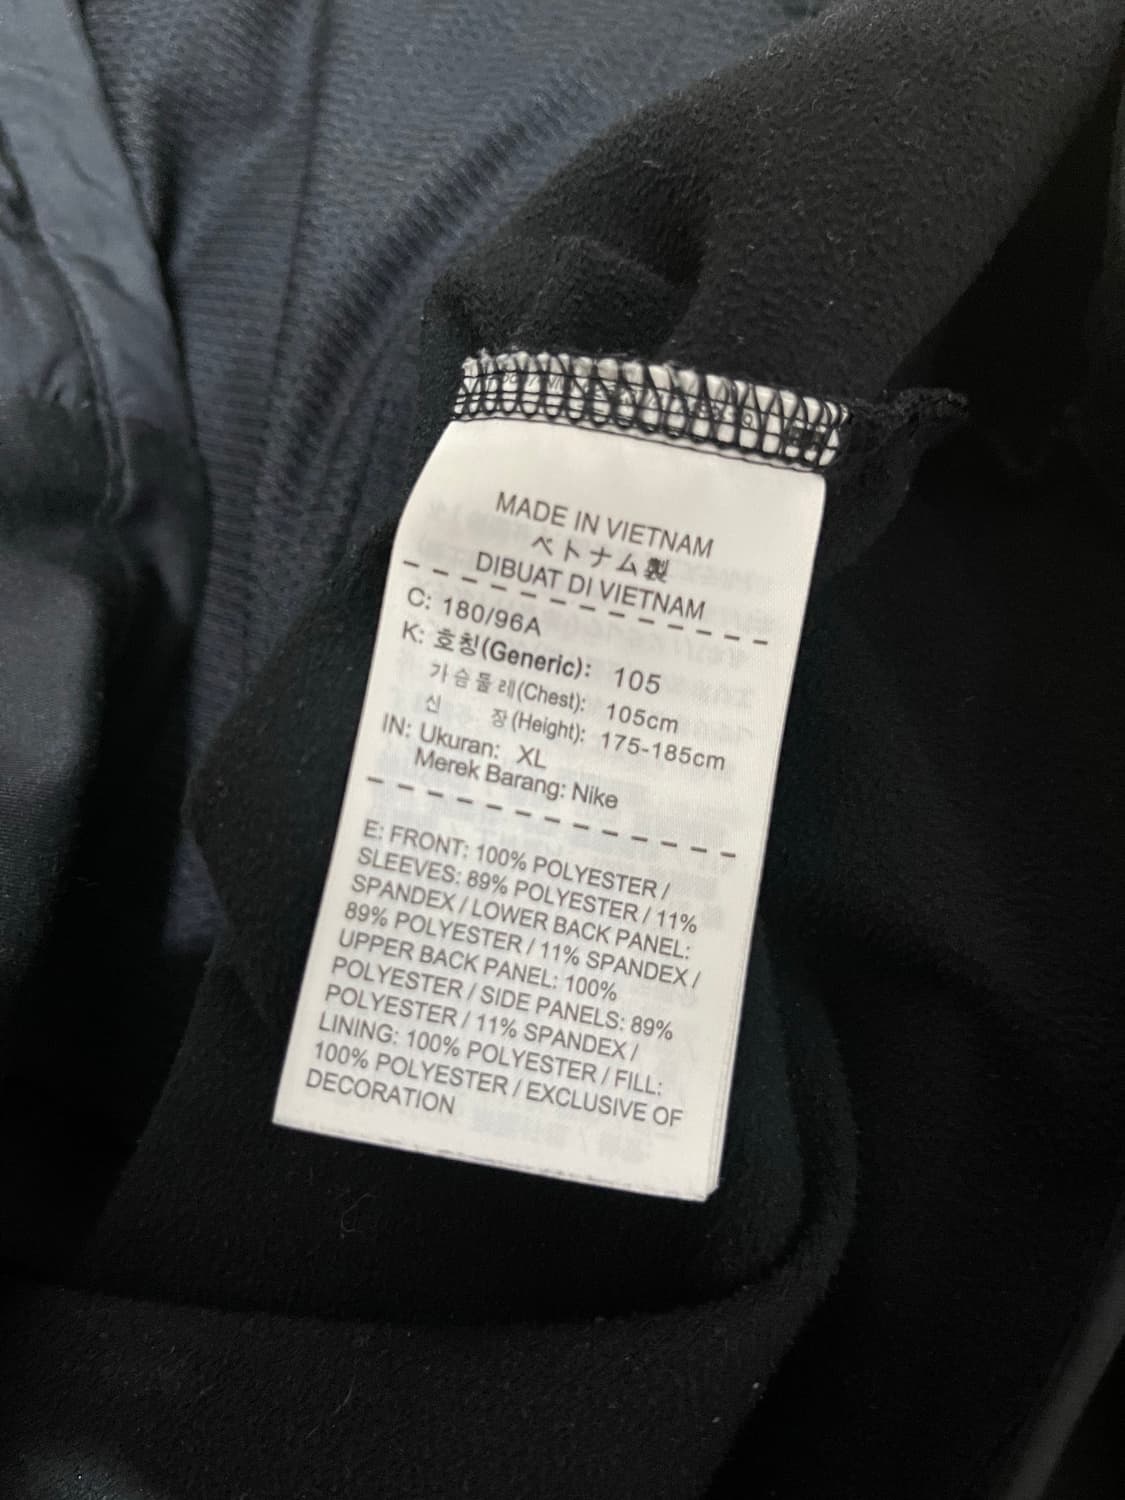 MADE IN VIETNAM
ベトナム製
DIBUAT DI VIETNAM
C: 180/96A
K: 호칭(Generic): 105
가슴둘레(Chest): 105cm
신 장(Height): 175-185cm
IN: Ukuran: XL
Merek Barang: Nike
E: FRONT: 100% POLYESTER /
SLEEVES: 89% POLYESTER / 11%
SPANDEX / LOWER BACK PANEL:
89% POLYESTER / 11% SPANDEX /
UPPER BACK PANEL: 100%
POLYESTER / SIDE PANELS: 89%
POLYESTER / 11% SPANDEX /
LINING: 100% POLYESTER / FILL:
100% POLYESTER / EXCLUSIVE OF
DECORATION